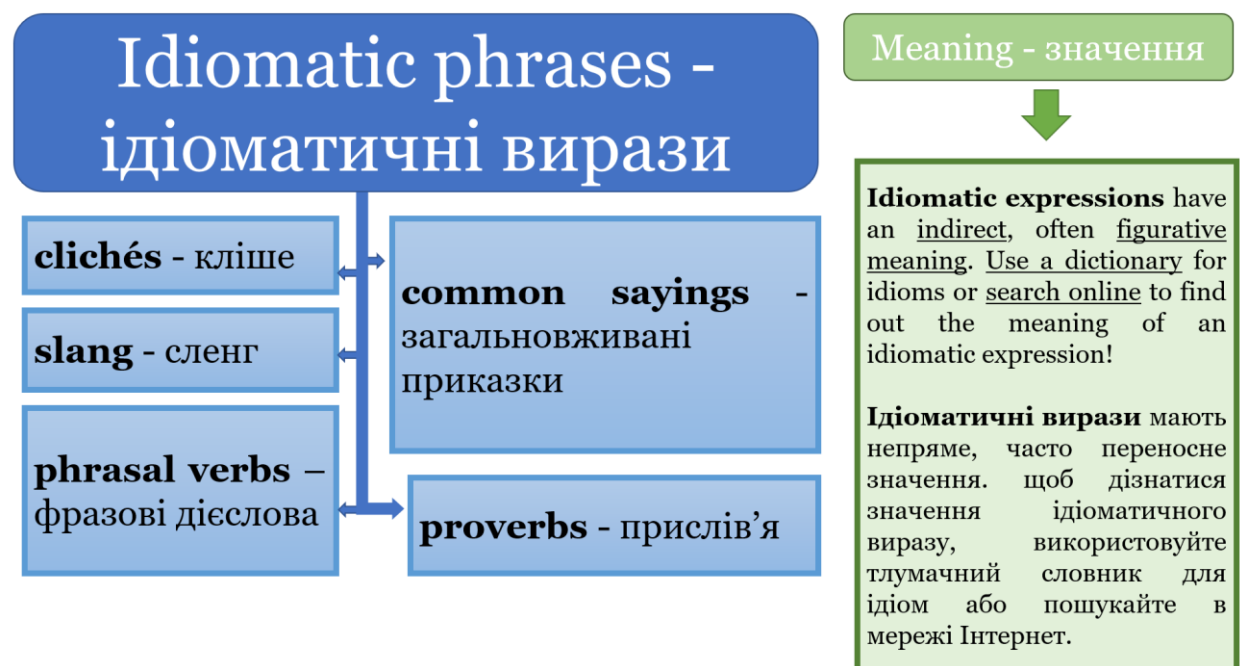 Idiomatic phrases -
ідіоматичні вирази
clichés - кліше
slang - сленг
phrasal verbs –
фразові дієслова
common sayings -
загальновживані
приказки
proverbs - прислів’я
Meaning - значення
Idiomatic expressions have
an indirect, often figurative
meaning. Use a dictionary for
idioms or search online to find
out the meaning of an
idiomatic expression!
Ідіоматичні вирази мають
непряме, часто переносне
значення. щоб дізнатися
значення ідіоматичного
виразу, використовуйте
тлумачний словник для
ідіом або пошукайте в
мережі Інтернет.